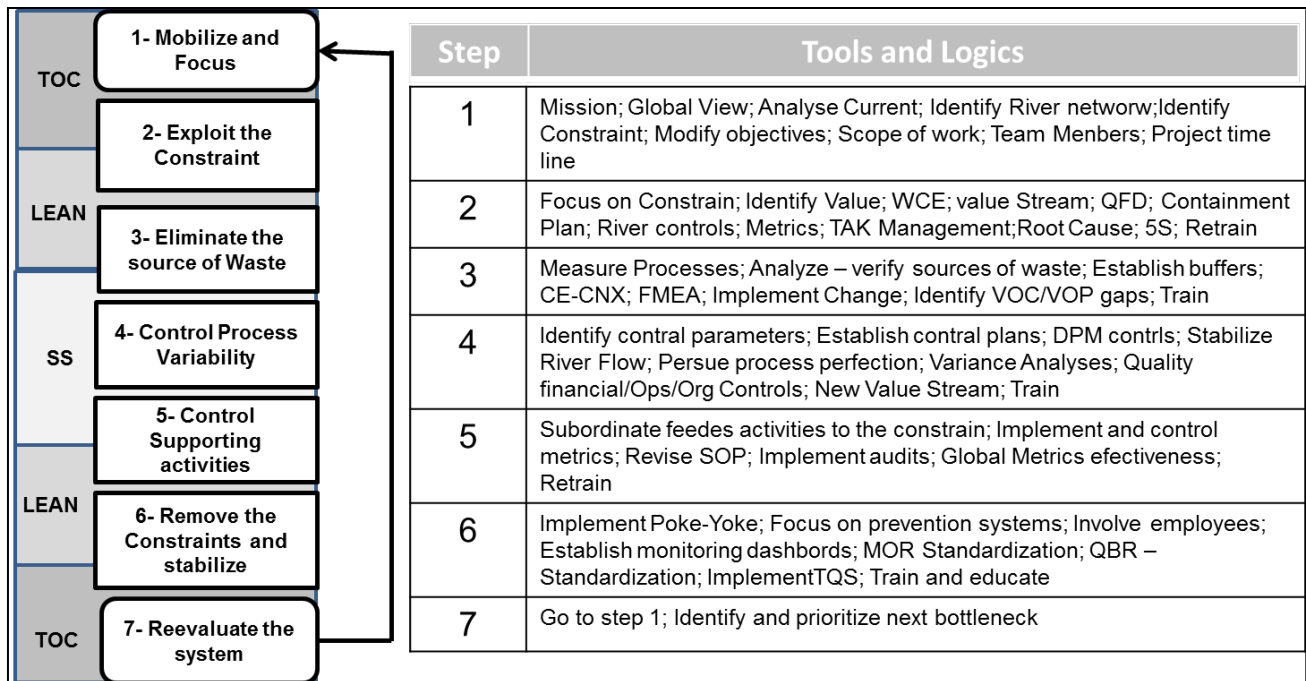 TOC
LEAN
SS
LEAN
TOC
1- Mobilize and
Focus
2- Exploit the
Constraint
3- Eliminate the
source of Waste
4- Control Process
Variability
5- Control
Supporting
activities
6- Remove the
Constraints and
stabilize
7- Reevaluate the
system
Step Tools and Logics
1 Mission; Global View; Analyse Current; Identify River networw;Identify
Constraint; Modify objectives; Scope of work; Team Menbers; Project time
line
2 Focus on Constrain; Identify Value; WCE; value Stream; QFD; Containment
Plan; River controls; Metrics; TAK Management;Root Cause; 5S; Retrain
3 Measure Processes; Analyze – verify sources of waste; Establish buffers;
CE-CNX; FMEA; Implement Change; Identify VOC/VOP gaps; Train
4 Identify contral parameters; Establish contral plans; DPM contrls; Stabilize
River Flow; Persue process perfection; Variance Analyses; Quality
financial/Ops/Org Controls; New Value Stream; Train
5 Subordinate feedes activities to the constrain; Implement and control
metrics; Revise SOP; Implement audits; Global Metrics efectiveness;
Retrain
6 Implement Poke-Yoke; Focus on prevention systems; Involve employees;
Establish monitoring dashbords; MOR Standardization; QBR –
Standardization; ImplementTQS; Train and educate
7 Go to step 1; Identify and prioritize next bottleneck